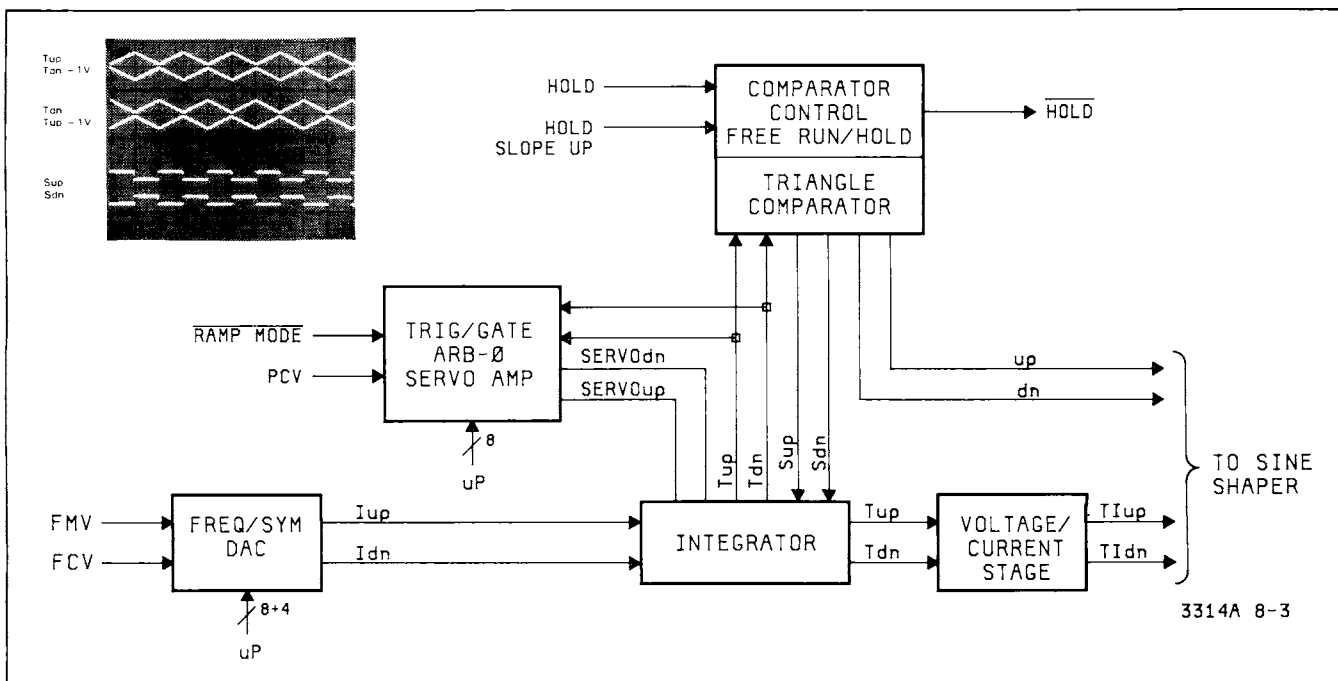 Tup
Tdn - 1V
Tdn
Tup - 1V
Sup
Sdn
HOLD
HOLD
SLOPE UP
COMPARATOR
CONTROL
FREE RUN/HOLD
HOLD
TRIANGLE
COMPARATOR
RAMP MODE
PCV
TRIG/GATE
ARB-Ø
SERVO AMP
SERVOdn
SERVOup
8
uP
Tup
Tdn
Sup
Sdn
up
dn
TO SINE
SHAPER
FMV
FCV
FREQ/SYM
DAC
Iup
Idn
8+4
uP
INTEGRATOR
Tup
Tdn
VOLTAGE/
CURRENT
STAGE
TIup
TIdn
3314A 8-3